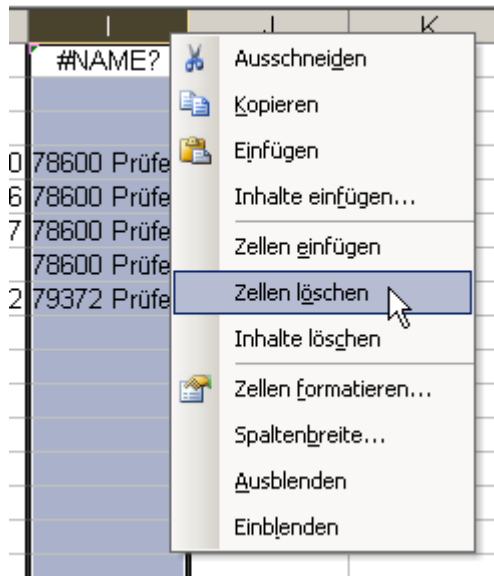 I J K
#NAME?
Ausschneiden
Kopieren
Einfügen
0 78600 Prüfe
6 78600 Prüfe
Inhalte einfügen...
7 78600 Prüfe
Zellen einfügen
78600 Prüfe
Zellen löschen
2 79372 Prüfe
Inhalte löschen
Zellen formatieren...
Spaltenbreite...
Ausblenden
Einblenden